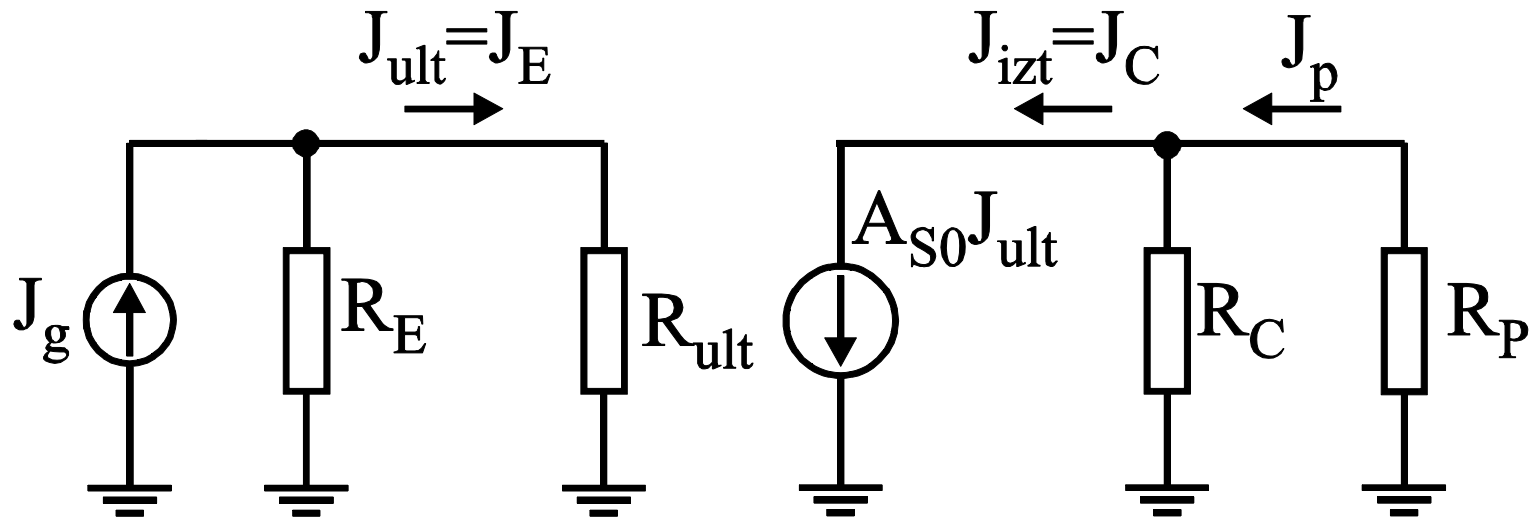 J_ult=J_E
J_izt=J_C
J_p
A_S0J_ult
J_g
R_E
R_ult
R_C
R_P